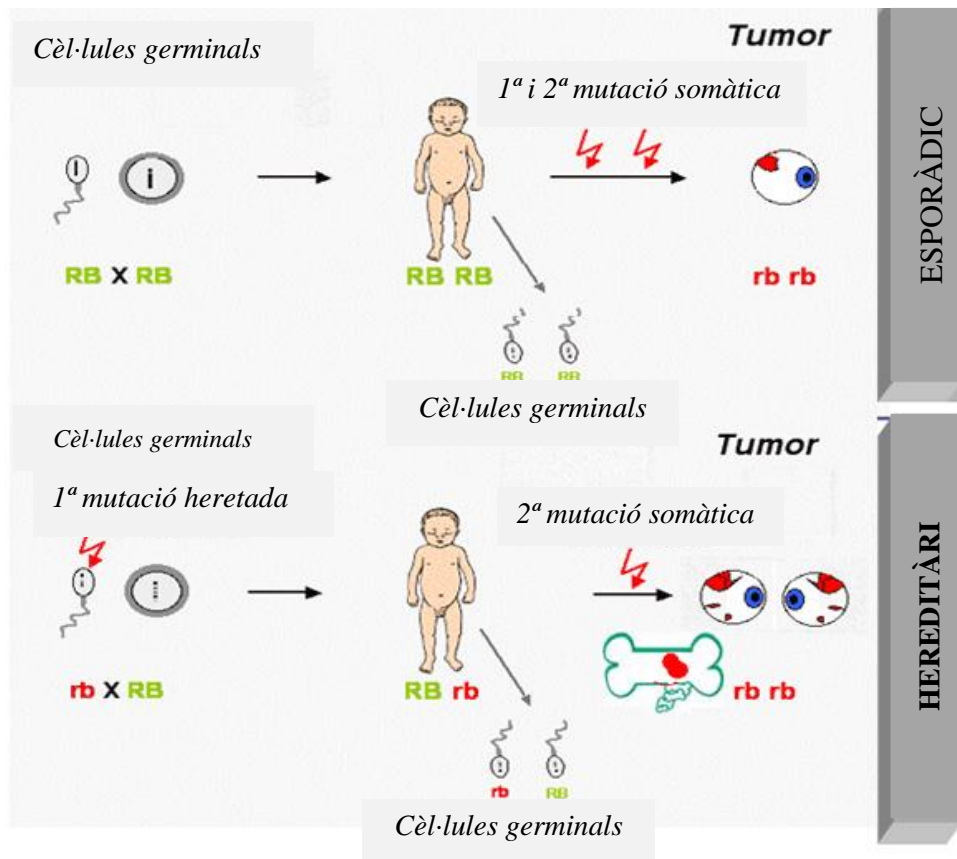 Cèl·lules germinals
Tumor
1ª i 2ª mutació somàtica
RB X RB
RB RB
rb rb
RB RB
Cèl·lules germinals
ESPORÀDIC
Cèl·lules germinals
1ª mutació heretada
Tumor
2ª mutació somàtica
rb X RB
RB rb
rb rb
rb RB
Cèl·lules germinals
HEREDITÀRI